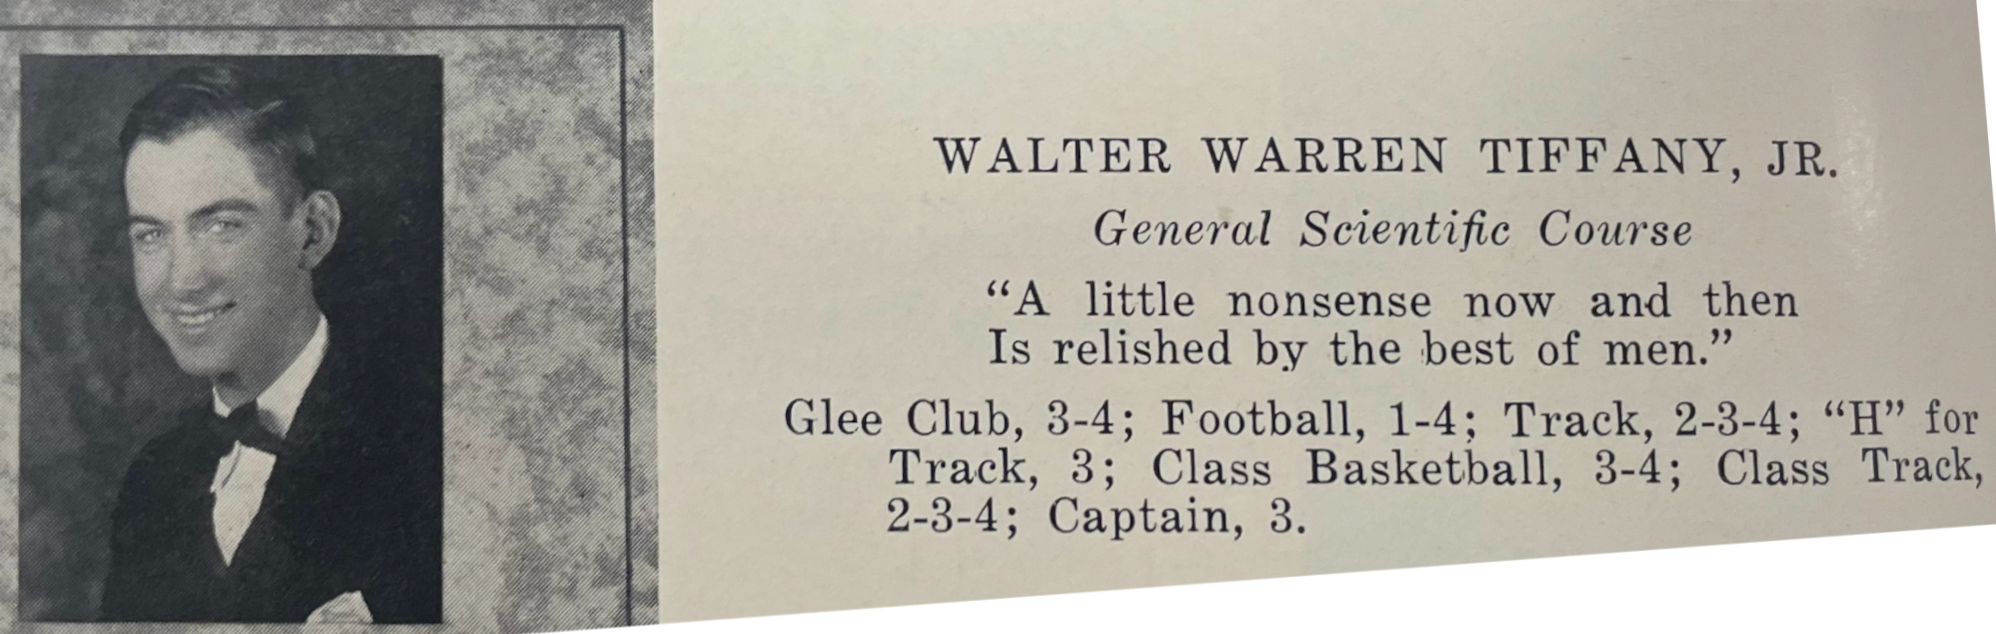 WALTER WARREN TIFFANY, JR.
General Scientific Course
“A little nonsense now and then
Is relished by the best of men.”
Glee Club, 3-4; Football, 1-4; Track, 2-3-4; “H” for
Track, 3; Class Basketball, 3-4; Class Track,
2-3-4; Captain, 3.